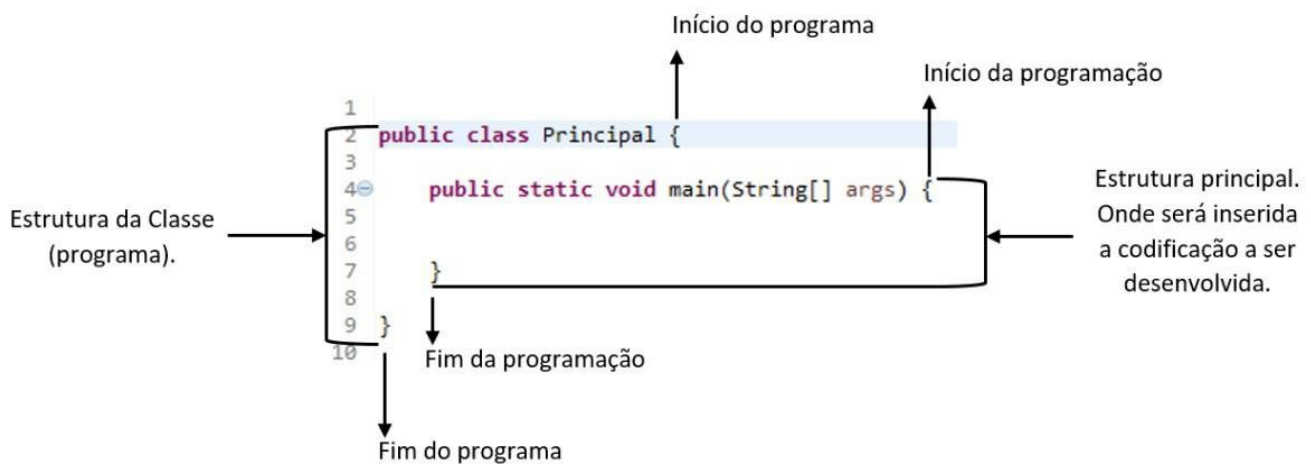 Início do programa
Início da programação
1
2 public class Principal {
3
4 public static void main(String[] args) {
5
6
7 }
8
9 }
10
Estrutura da Classe
(programa).
Estrutura principal.
Onde será inserida
a codificação a ser
desenvolvida.
Fim da programação
Fim do programa